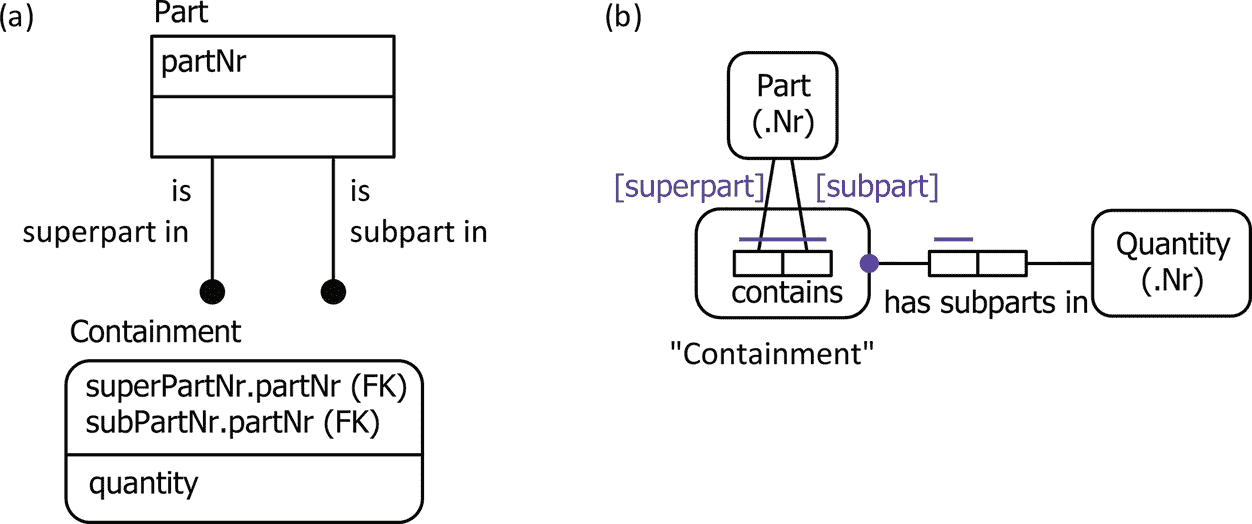 (a)
Part
partNr
is
superpart in
is
subpart in
Containment
superPartNr.partNr (FK)
subPartNr.partNr (FK)
quantity
(b)
Part
(.Nr)
[superpart]
[subpart]
contains
"Containment"
has subparts in
Quantity
(.Nr)